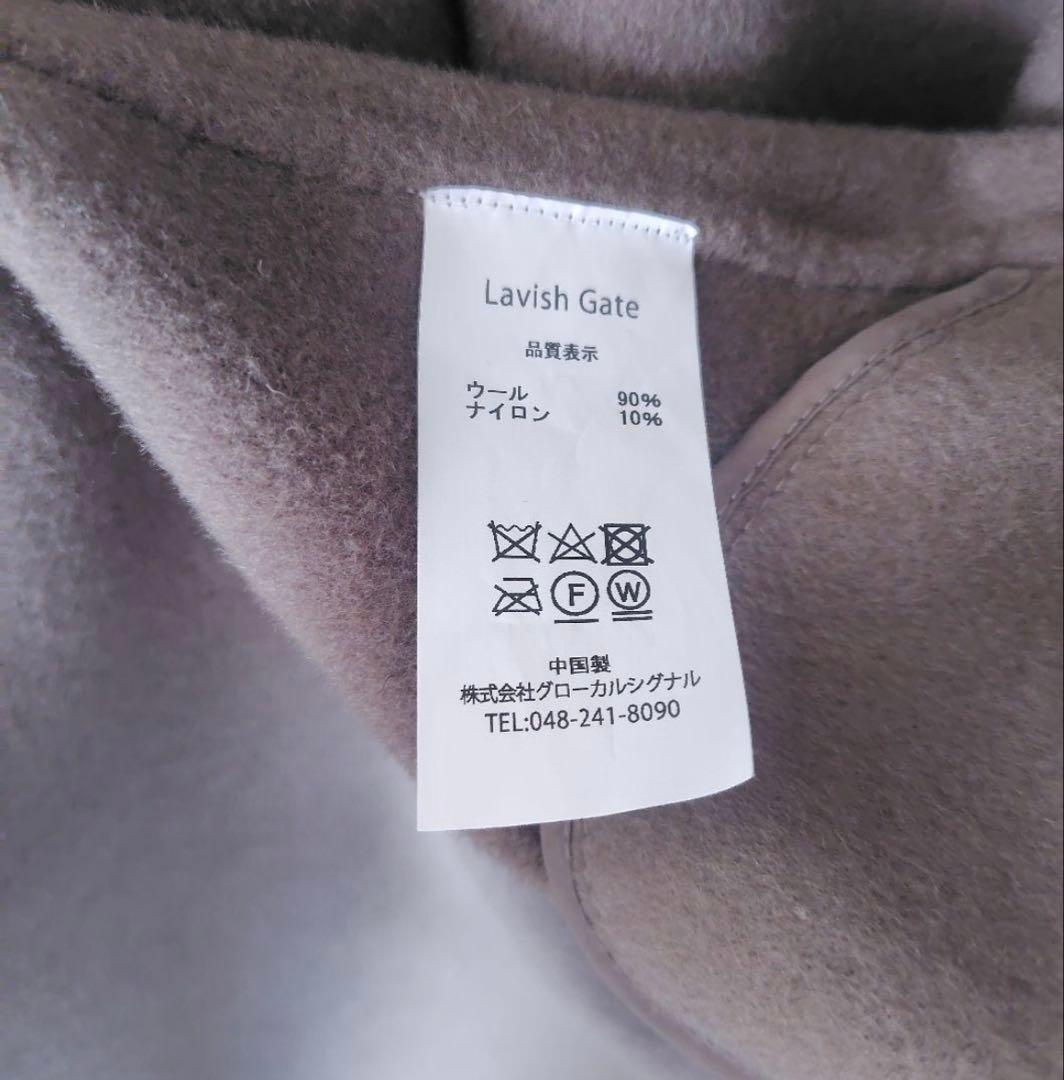 Lavish Gate
品質表示
ウール 90%
ナイロン 10%
F W
中国製
株式会社グローカルシグナル
TEL:048-241-8090